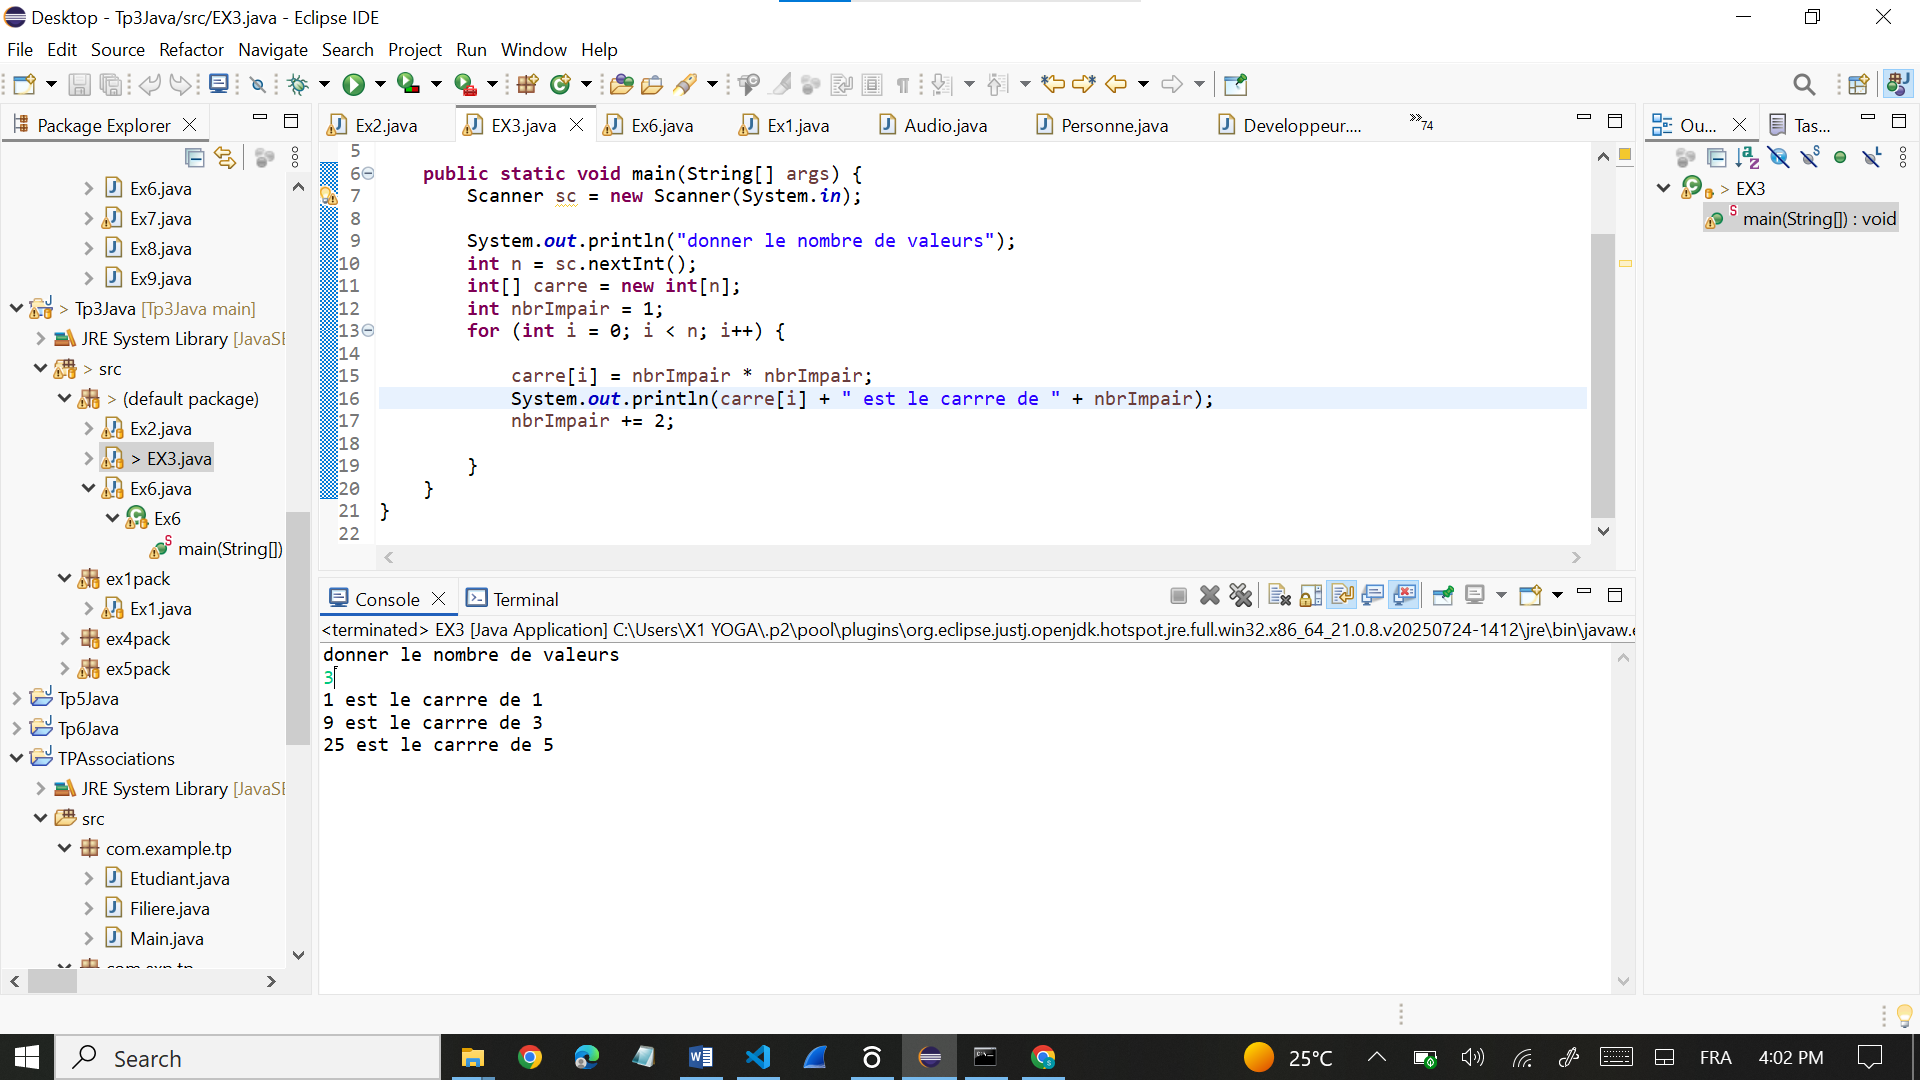 Desktop - Tp3Java/src/EX3.java - Eclipse IDE
File Edit Source Refactor Navigate Search Project Run Window Help
Package Explorer
Ex6.java
Ex7.java
Ex8.java
Ex9.java
> Tp3Java [Tp3Java main]
JRE System Library [JavaSE
> src
> (default package)
Ex2.java
> EX3.java
Ex6.java
Ex6
main(String[])
ex1pack
Ex1.java
ex4pack
ex5pack
Tp5Java
Tp6Java
TPAssociations
JRE System Library [JavaSE
src
com.example.tp
Etudiant.java
Filiere.java
Main.java
Ex2.java EX3.java Ex6.java Ex1.java Audio.java Personne.java Developpeur.... »74
5
6 public static void main(String[] args) {
7 Scanner sc = new Scanner(System.in);
8
9 System.out.println("donner le nombre de valeurs");
10 int n = sc.nextInt();
11 int[] carre = new int[n];
12 int nbrImpair = 1;
13 for (int i = 0; i < n; i++) {
14
15 carre[i] = nbrImpair * nbrImpair;
16 System.out.println(carre[i] + " est le carrre de " + nbrImpair);
17 nbrImpair += 2;
18
19 }
20 }
21 }
22
Console Terminal
<terminated> EX3 [Java Application] C:\Users\X1 YOGA\.p2\pool\plugins\org.eclipse.justj.openjdk.hotspot.jre.full.win32.x86_64_21.0.8.v20250724-1412\jre\bin\javaw.e
donner le nombre de valeurs
3
1 est le carrre de 1
9 est le carrre de 3
25 est le carrre de 5
Ou... Tas...
> EX3
main(String[]) : void
Search
25°C
FRA
4:02 PM